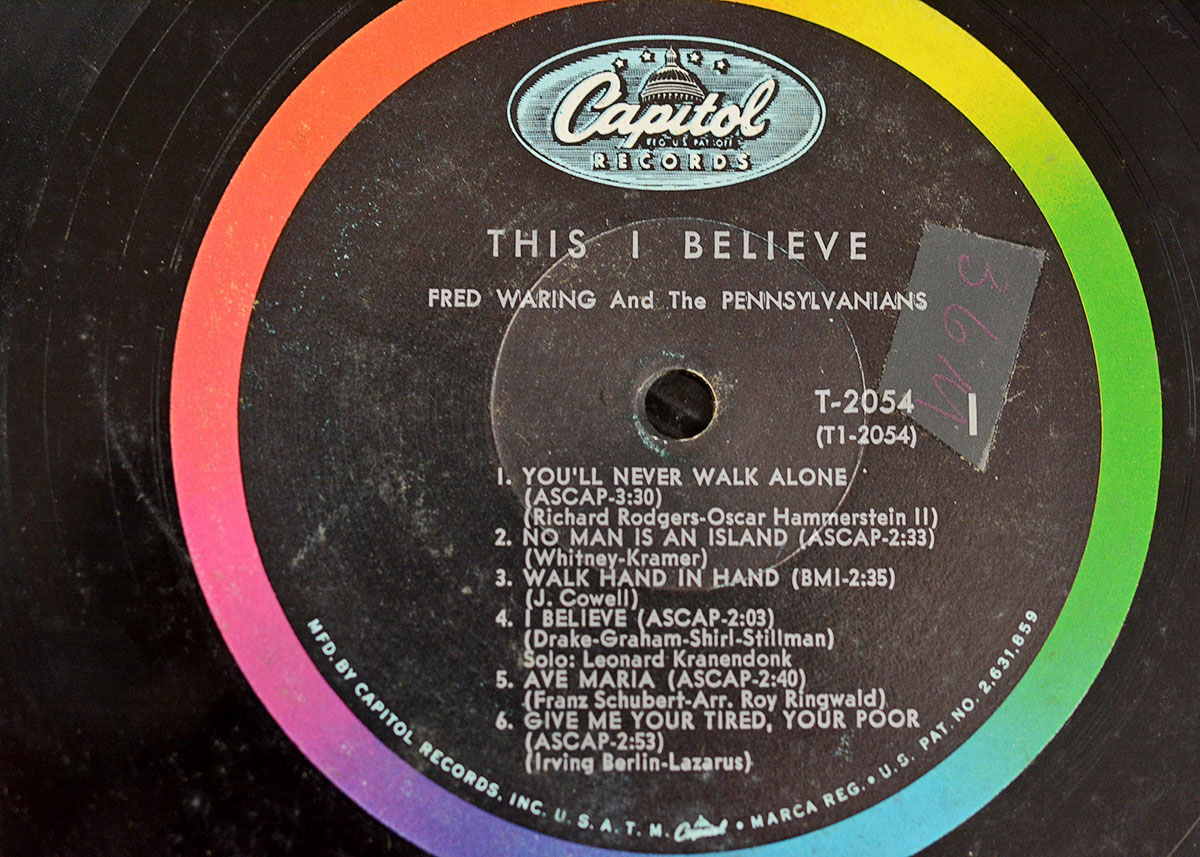 Capitol
REG. U.S. PAT. OFF.
RECORDS
THIS I BELIEVE
FRED WARING And The PENNSYLVANIANS
36M
T-2054
1
(T1-2054)
1. YOU'LL NEVER WALK ALONE
(ASCAP-3:30)
(Richard Rodgers-Oscar Hammerstein II)
2. NO MAN IS AN ISLAND (ASCAP-2:33)
(Whitney-Kramer)
3. WALK HAND IN HAND (BMI-2:35)
(J. Cowell)
4. I BELIEVE (ASCAP-2:03)
(Drake-Graham-Shirl-Stillman)
Solo: Leonard Kranendonk
5. AVE MARIA (ASCAP-2:40)
(Franz Schubert-Arr. Roy Ringwald)
6. GIVE ME YOUR TIRED, YOUR POOR
(ASCAP-2:53)
(Irving Berlin-Lazarus)
MFD. BY CAPITOL RECORDS, INC. U.S.A. T.M. Capitol • MARCA REG. • U.S. PAT. NO. 2,631,859